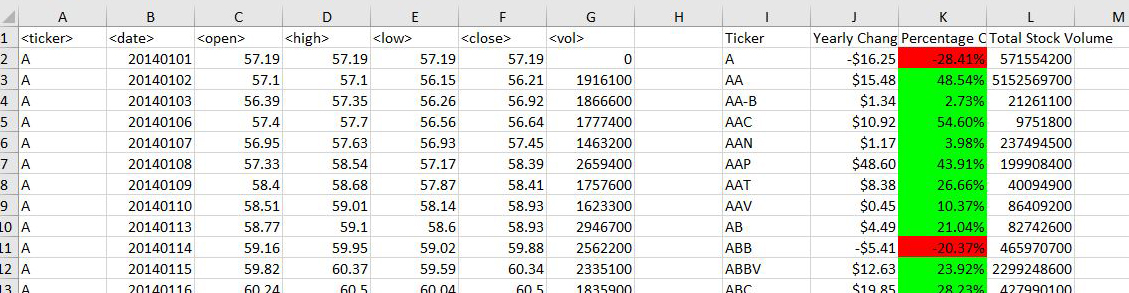 A B C D E F G H I J K L M
1 <ticker> <date> <open> <high> <low> <close> <vol> Ticker Yearly Chang Percentage C Total Stock Volume
2 A 20140101 57.19 57.19 57.19 57.19 0 A -$16.25 -28.41% 571554200
3 A 20140102 57.1 57.1 56.15 56.21 1916100 AA $15.48 48.54% 5152569700
4 A 20140103 56.39 57.35 56.26 56.92 1866600 AA-B $1.34 2.73% 21261100
5 A 20140106 57.4 57.7 56.56 56.64 1777400 AAC $10.92 54.60% 9751800
6 A 20140107 56.95 57.63 56.93 57.45 1463200 AAN $1.17 3.98% 237494500
7 A 20140108 57.33 58.54 57.17 58.39 2659400 AAP $48.60 43.91% 199908400
8 A 20140109 58.4 58.68 57.87 58.41 1757600 AAT $8.38 26.66% 40094900
9 A 20140110 58.51 59.01 58.14 58.93 1623300 AAV $0.45 10.37% 86409200
10 A 20140113 58.77 59.1 58.6 58.93 2946700 AB $4.49 21.04% 82742600
11 A 20140114 59.16 59.95 59.02 59.88 2562200 ABB -$5.41 -20.37% 465970700
12 A 20140115 59.82 60.37 59.59 60.34 2335100 ABBV $12.63 23.92% 2299248600
13 A 20140116 60.24 60.5 60.04 60.5 1835900 ABC $19.85 28.23% 427990100